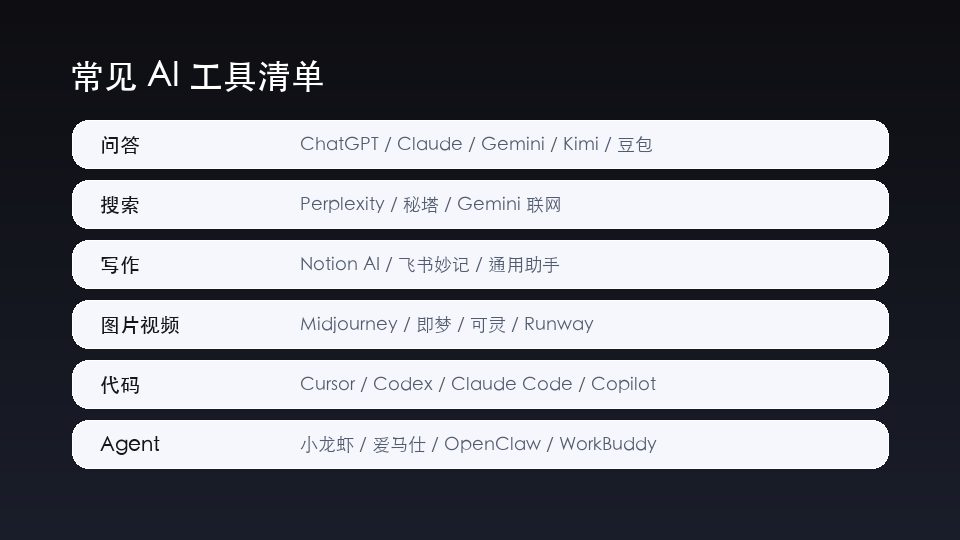 常见 AI 工具清单
问答 ChatGPT / Claude / Gemini / Kimi / 豆包
搜索 Perplexity / 秘塔 / Gemini 联网
写作 Notion AI / 飞书妙记 / 通用助手
图片视频 Midjourney / 即梦 / 可灵 / Runway
代码 Cursor / Codex / Claude Code / Copilot
Agent 小龙虾 / 爱马仕 / OpenClaw / WorkBuddy